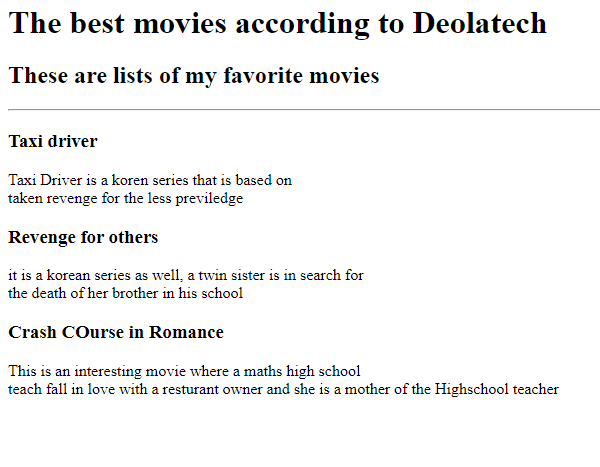 The best movies according to Deolatech
These are lists of my favorite movies
Taxi driver
Taxi Driver is a koren series that is based on
taken revenge for the less previledge
Revenge for others
it is a korean series as well, a twin sister is in search for
the death of her brother in his school
Crash COurse in Romance
This is an interesting movie where a maths high school
teach fall in love with a resturant owner and she is a mother of the Highschool teacher